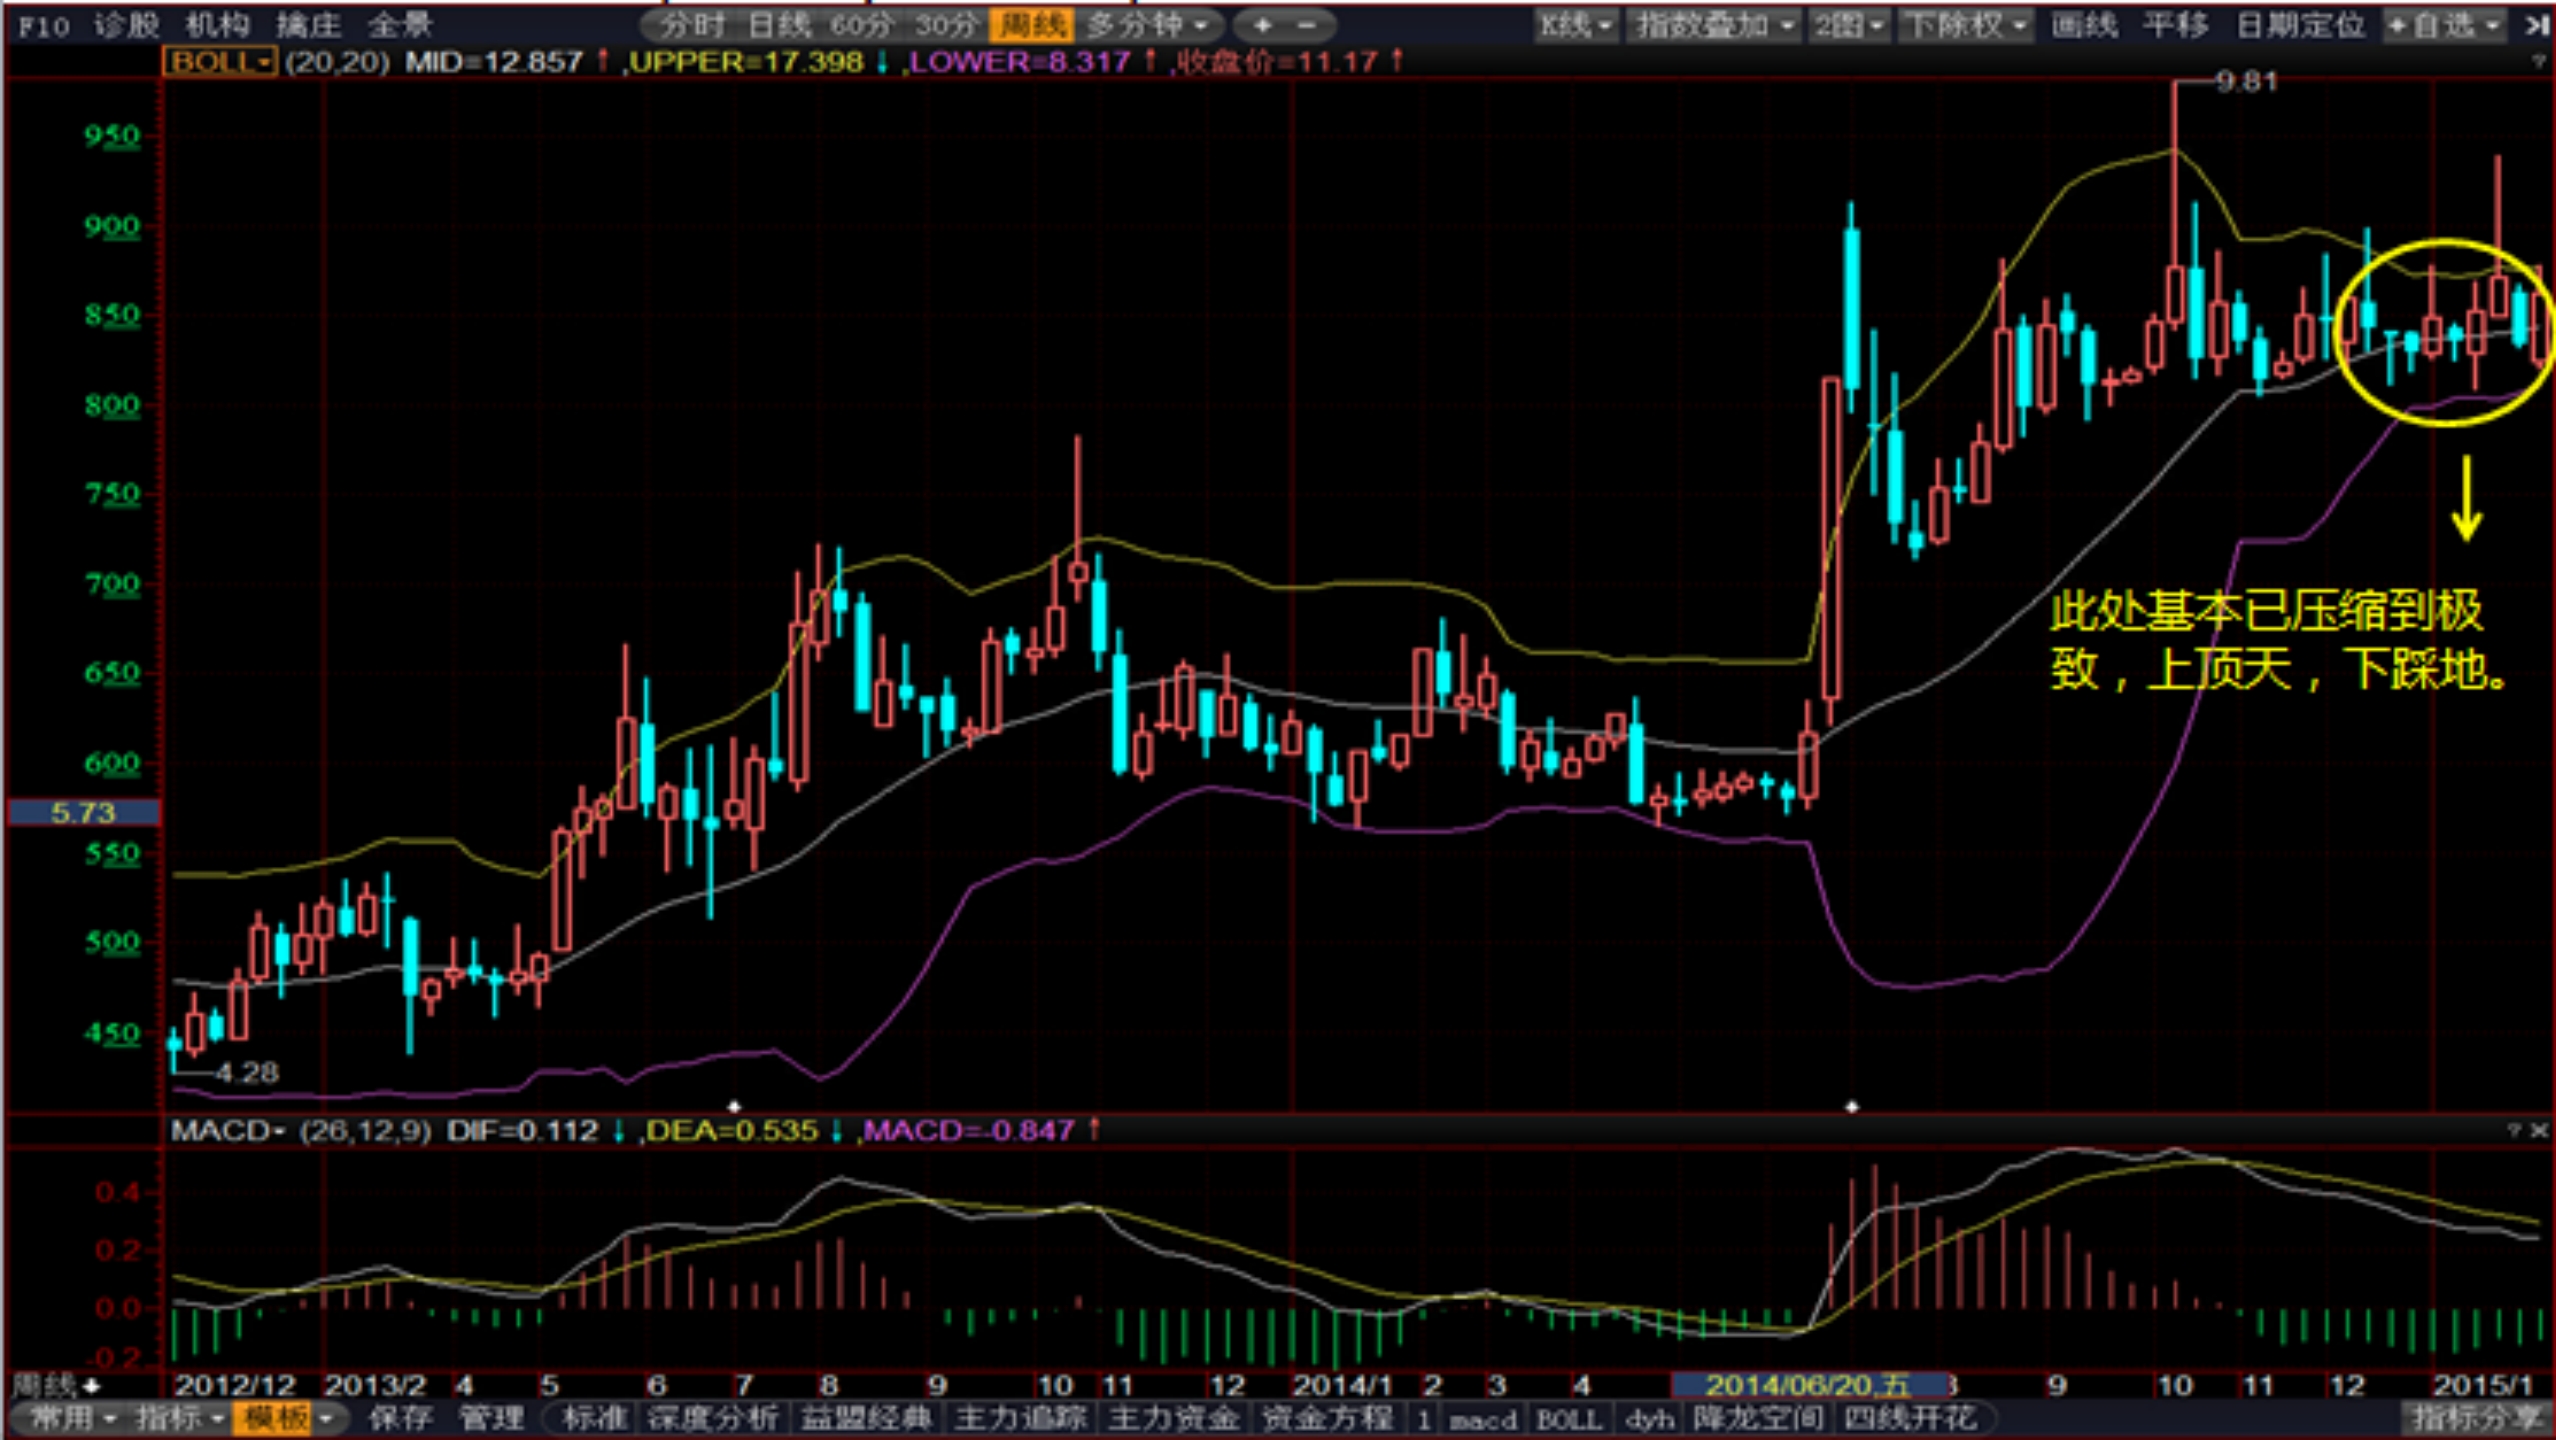 F10 诊股 机构 擒庄 全景 分时 日线 60分 30分 周线 多分钟 + - K线 指数叠加 2图 下除权 画线 平移 日期定位 +自选
BOLL (20,20) MID=12.857 ↑ ,UPPER=17.398 ↓ ,LOWER=8.317 ↑ ,收盘价=11.17 ↑ ?
9.81
950
900
850
800
750
700
650
600
5.73
550
500
450
4.28
此处基本已压缩到极
致，上顶天，下踩地。
MACD (26,12,9) DIF=0.112 ↓ ,DEA=0.535 ↓ ,MACD=-0.847 ↑ ? ×
0.4
0.2
0.0
-0.2
周线 2012/12 2013/2 4 5 6 7 8 9 10 11 12 2014/1 2 3 4 2014/06/20,五 9 10 11 12 2015/1
常用 指标 模板 保存 管理 标准 深度分析 益盟经典 主力追踪 主力资金 资金方程 1 macd BOLL dyh 降龙空间 四线开花 指标分享